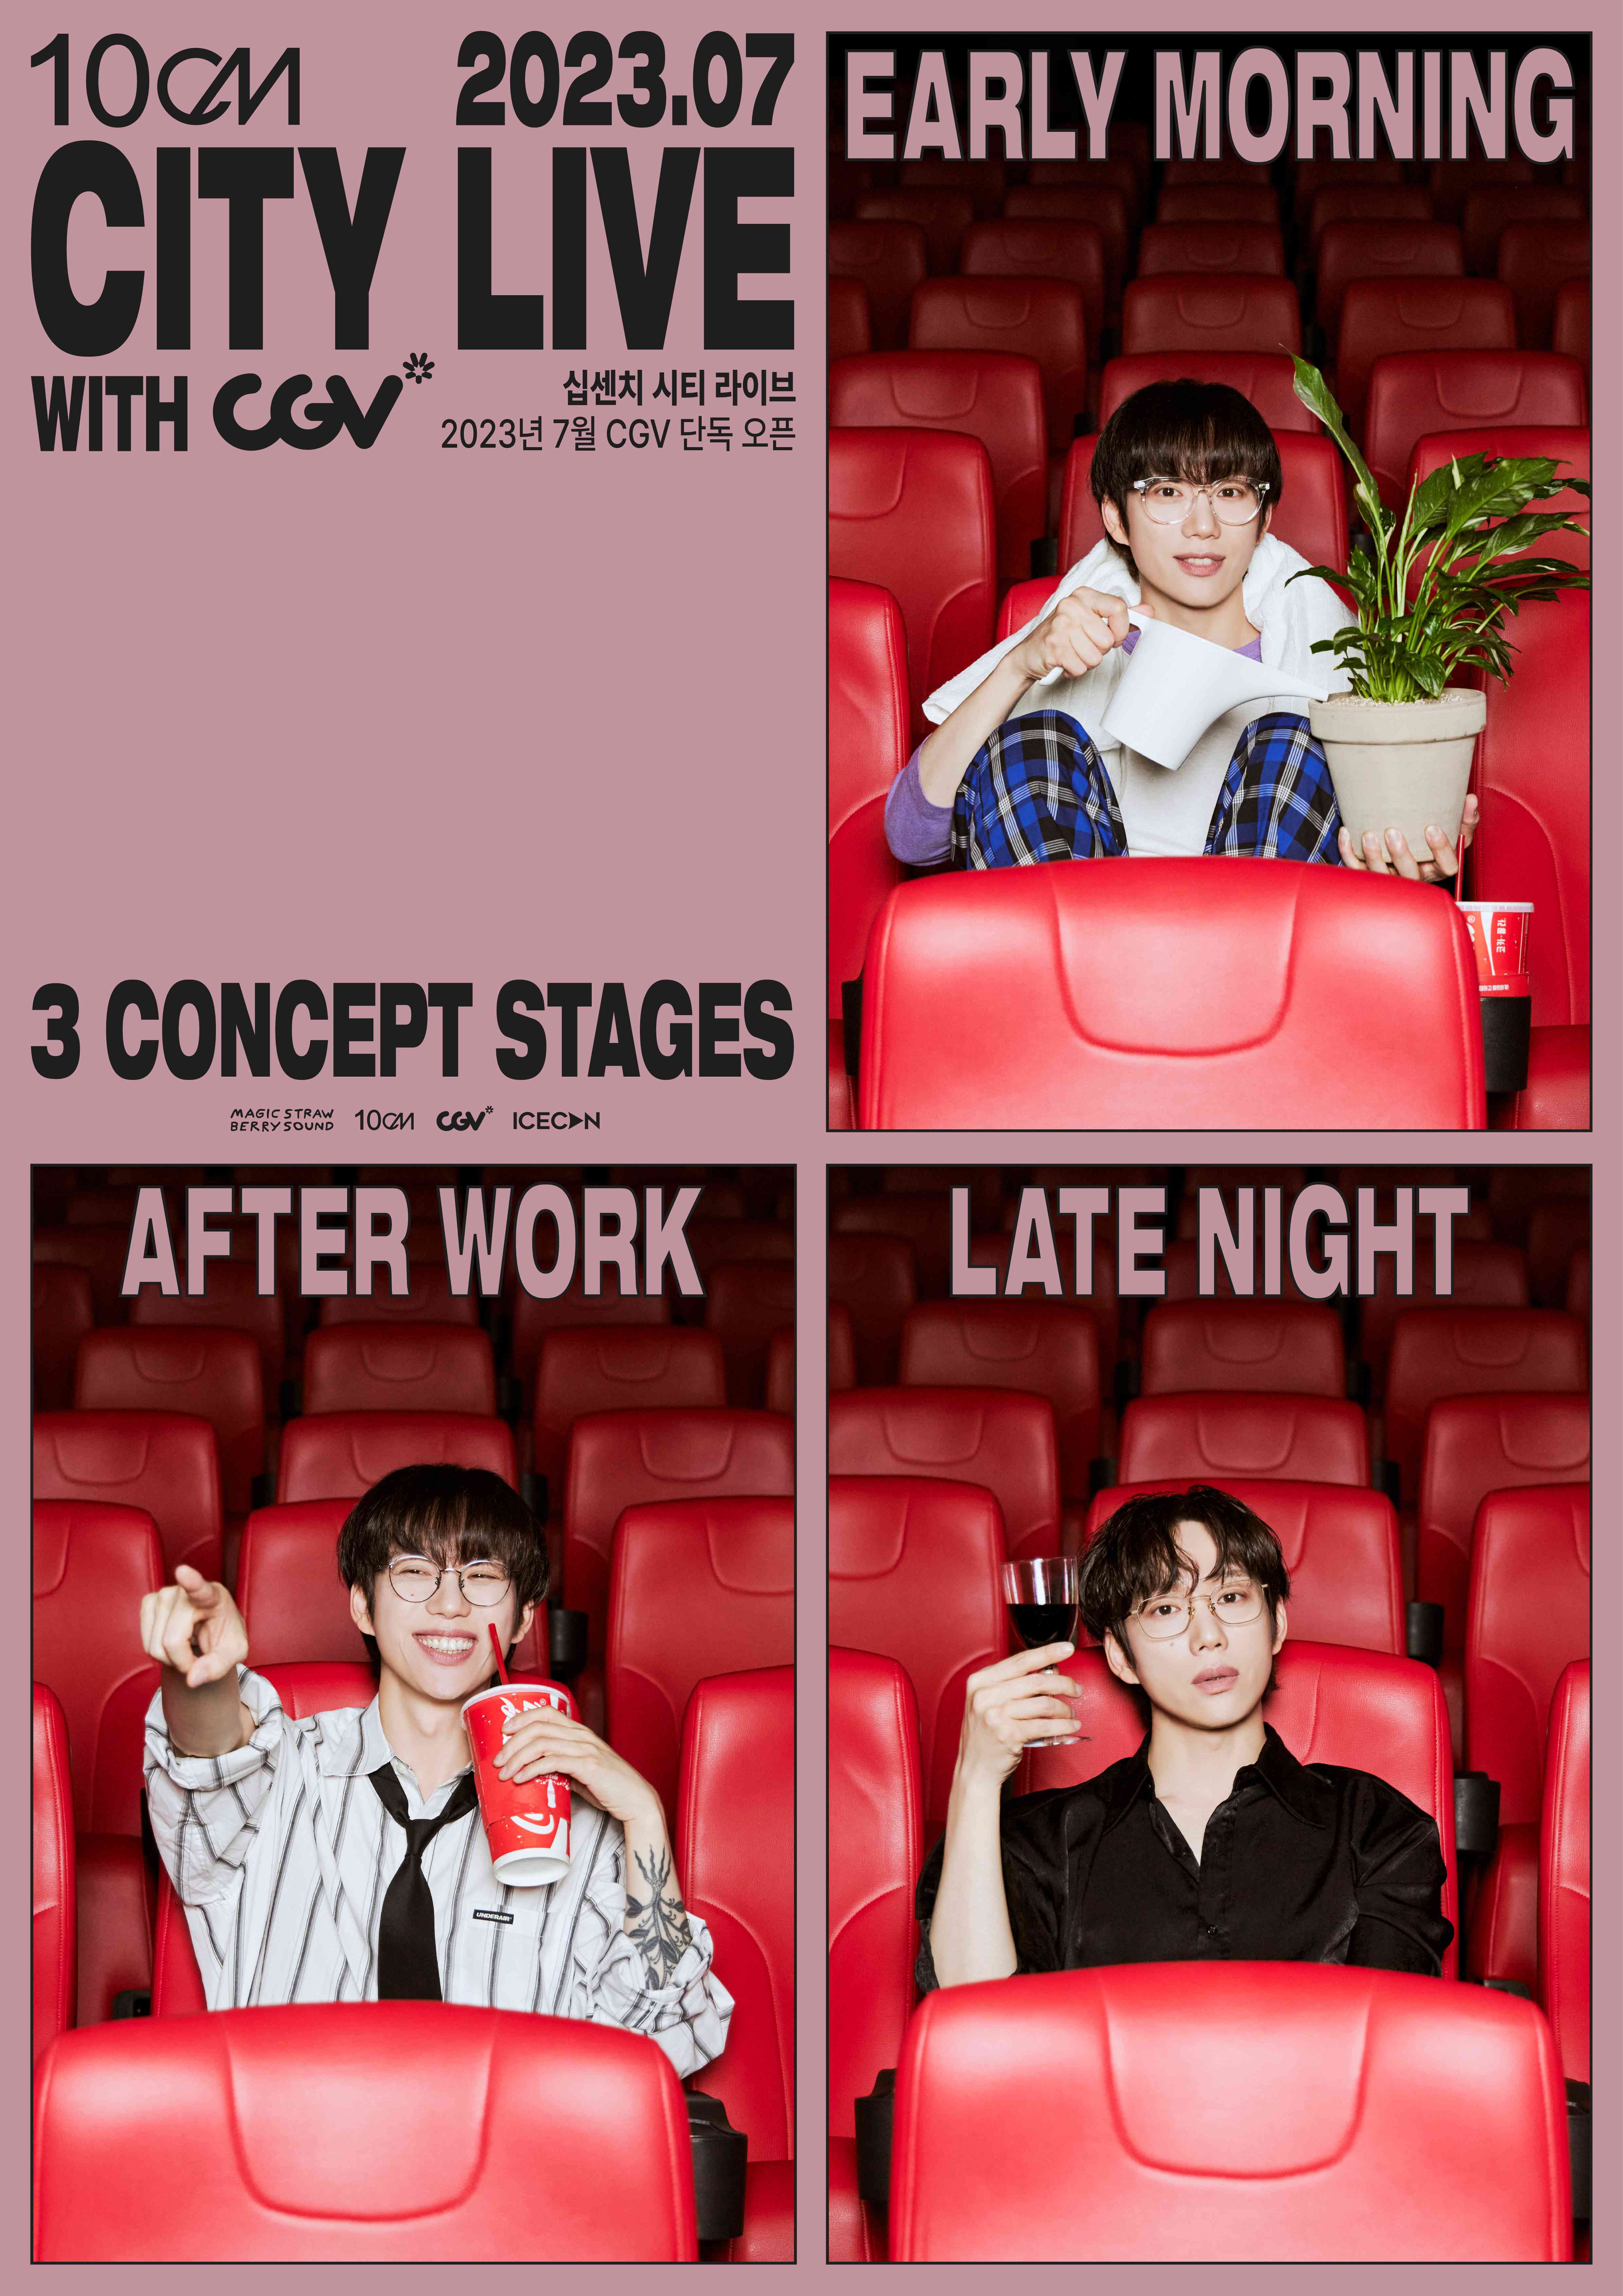 10CM
2023.07
CITY LIVE
WITH CGV
십센치 시티 라이브
2023년 7월 CGV 단독 오픈
3 CONCEPT STAGES
MAGIC STRAW
BERRY SOUND
10CM
CGV
ICECON
EARLY MORNING
AFTER WORK
UNDERAIR
LATE NIGHT